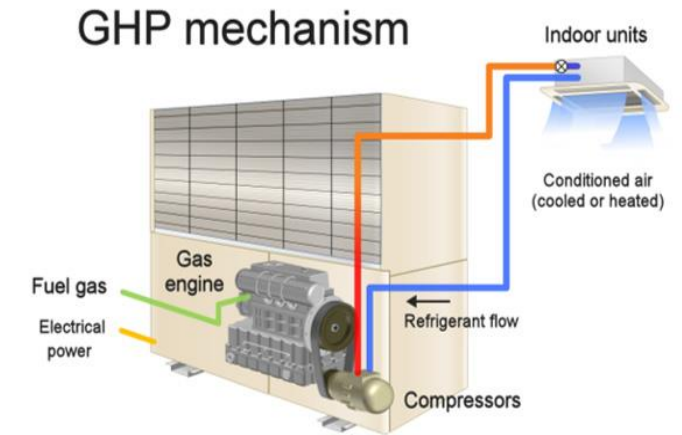 GHP mechanism
Indoor units
Conditioned air
(cooled or heated)
Gas
engine
Fuel gas
Electrical
power
Refrigerant flow
Compressors